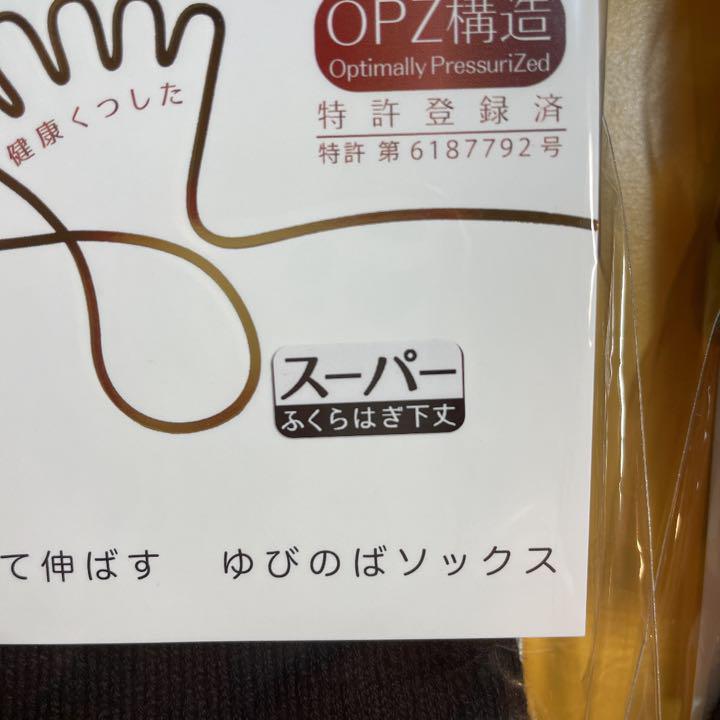 OPZ構造
Optimally PressuriZed
健康くつした
特許登録済
特許 第6187792号
スーパー
ふくらはぎ下丈
て伸ばす ゆびのばソックス